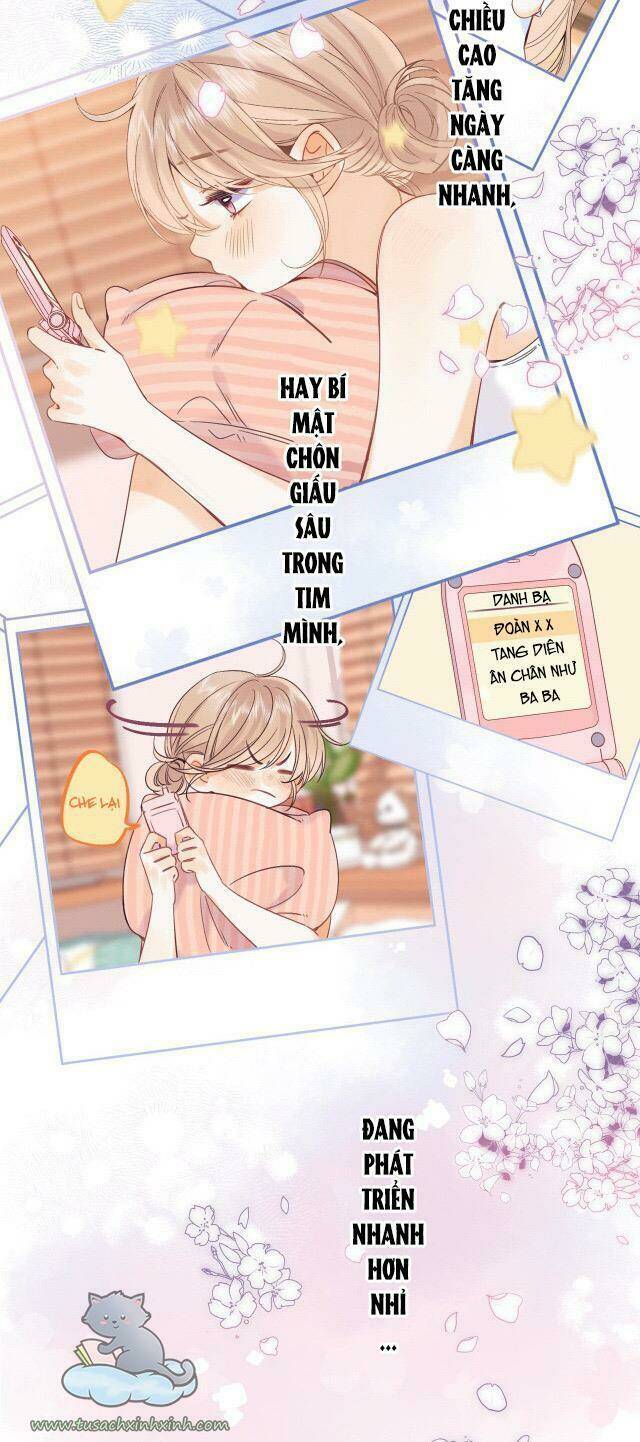 CHIỀU
CAO
TĂNG
NGÀY
CÀNG
NHANH,
HAY BÍ
MẬT
CHÔN
GIẤU
SÂU
TRONG
TIM
MÌNH,
DANH BẠ
ĐOÀN X X
TANG DIÊN
ÂN CHÂN NHƯ
BA BA
CHE LẠI
ĐANG
PHÁT
TRIỂN
NHANH
HƠN
NHỈ
...
www.tusachxinhxinh.com